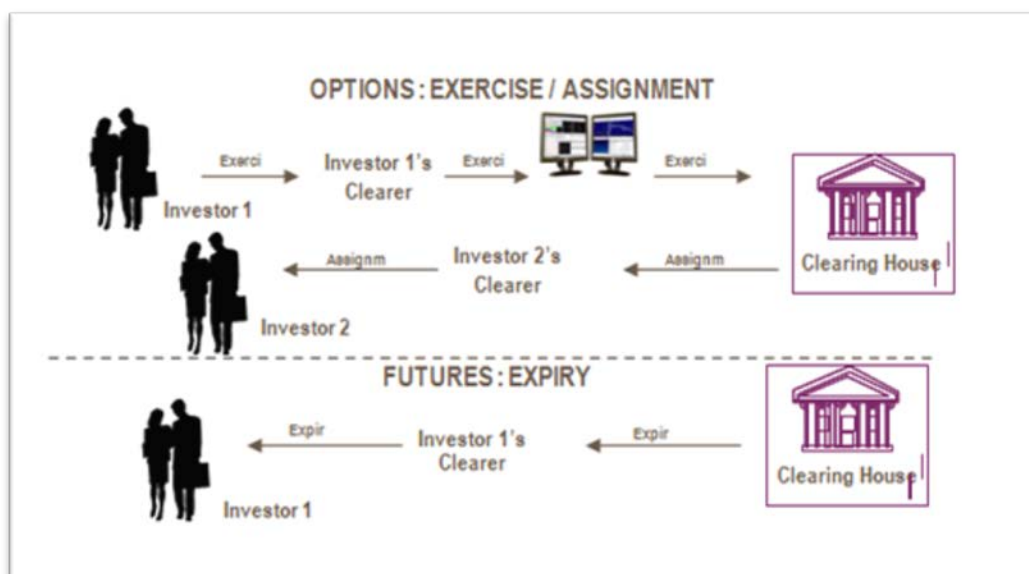 OPTIONS : EXERCISE / ASSIGNMENT
Exerci
Investor 1's
Clearer
Exerci
Exerci
Investor 1
Clearing House
Assignm
Investor 2's
Clearer
Assignm
Investor 2
FUTURES : EXPIRY
Expir
Investor 1's
Clearer
Expir
Clearing House
Investor 1